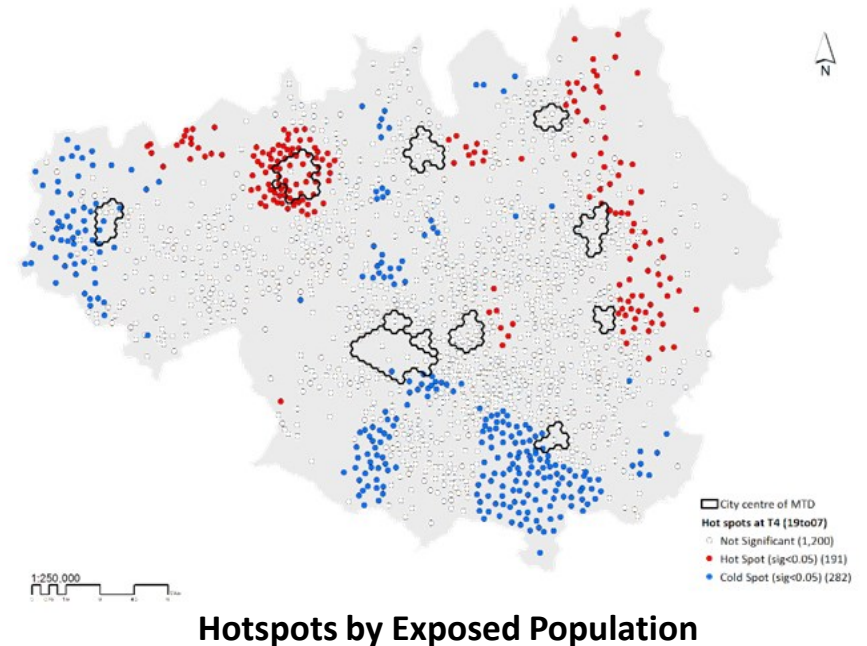 N
City centre of MTD
Hot spots at T4 (19to07)
Not Significant (1,200)
Hot Spot (sig<0.05) (191)
Cold Spot (sig<0.05) (282)
1:250,000
Hotspots by Exposed Population